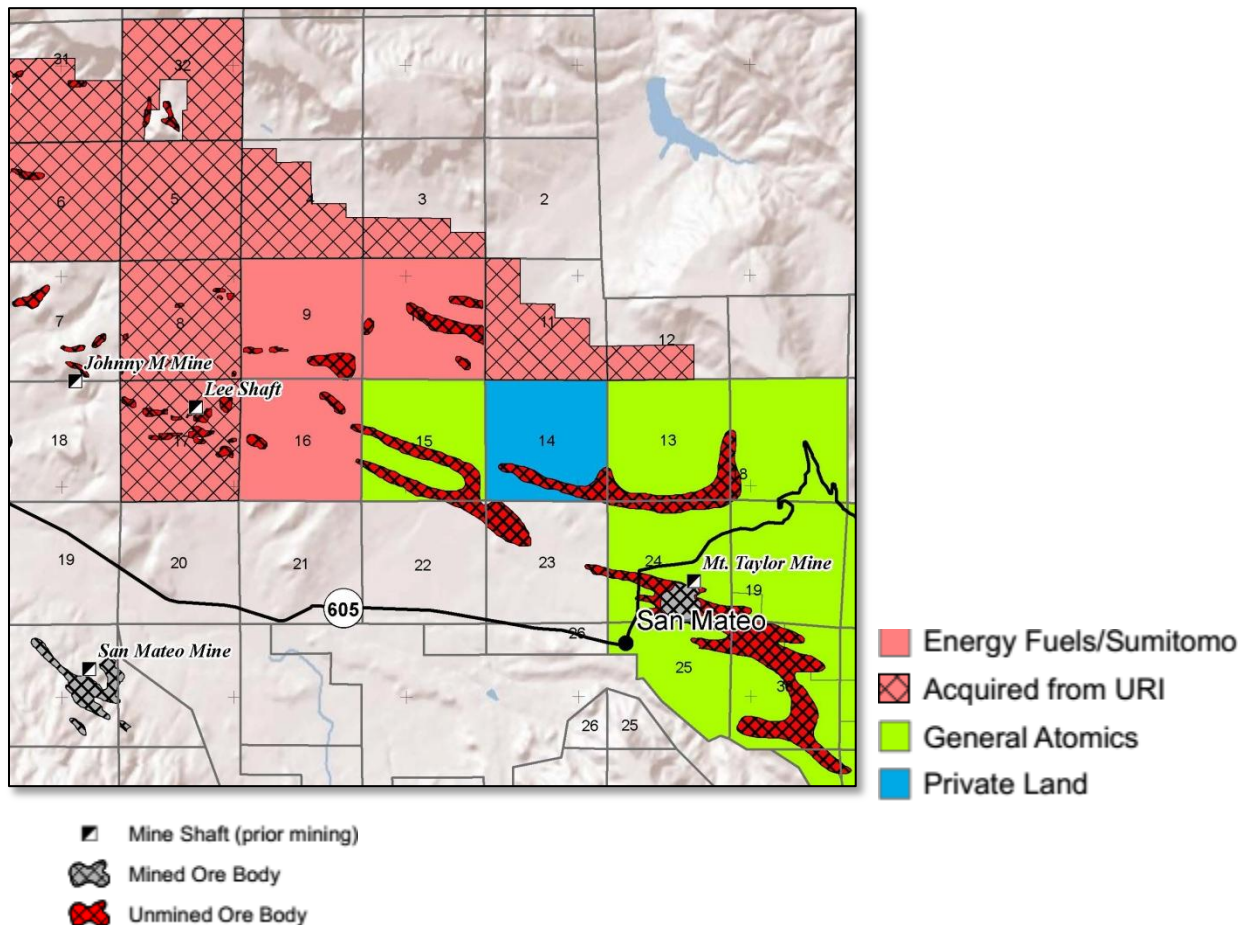 31
32
6
5
4
3
2
7
8
9
10
11
12
Johnny M Mine
Lee Shaft
18
17
16
15
14
13
18
19
20
21
22
23
24
Mt. Taylor Mine
19
605
San Mateo
26
San Mateo Mine
25
30
26
25
Energy Fuels/Sumitomo
Acquired from URI
General Atomics
Private Land
Mine Shaft (prior mining)
Mined Ore Body
Unmined Ore Body